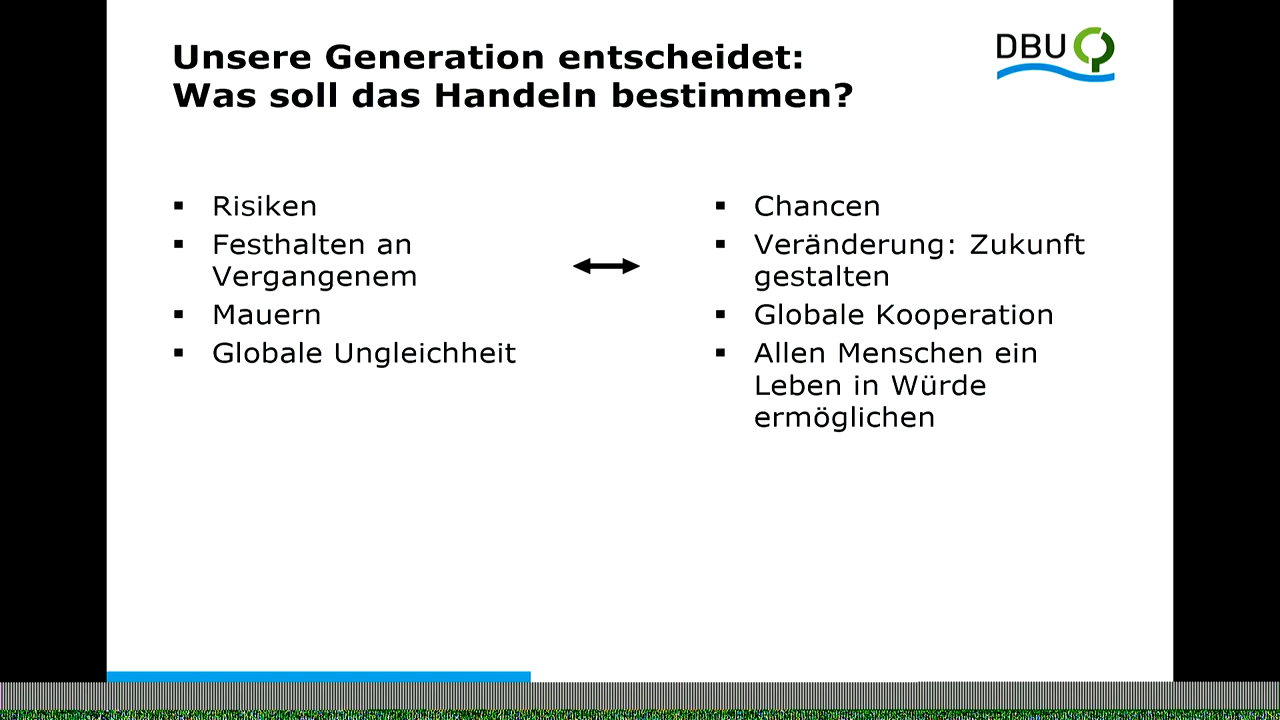 Unsere Generation entscheidet:
Was soll das Handeln bestimmen?
DBU
▪ Risiken
▪ Festhalten an
Vergangenem
▪ Mauern
▪ Globale Ungleichheit
▪ Chancen
▪ Veränderung: Zukunft
gestalten
▪ Globale Kooperation
▪ Allen Menschen ein
Leben in Würde
ermöglichen